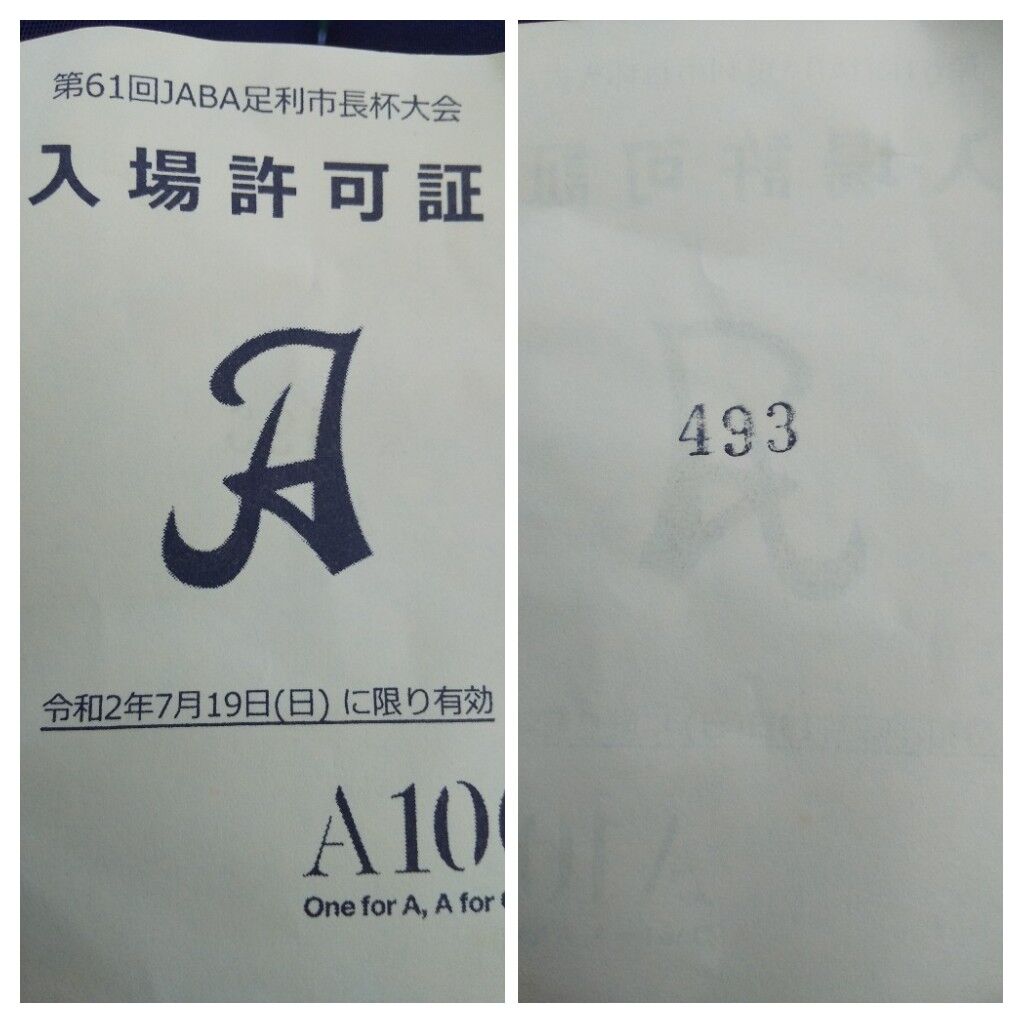 第61回JABA足利市長杯大会
入場許可証
A
令和2年7月19日(日) に限り有効
A10
One for A, A for
493